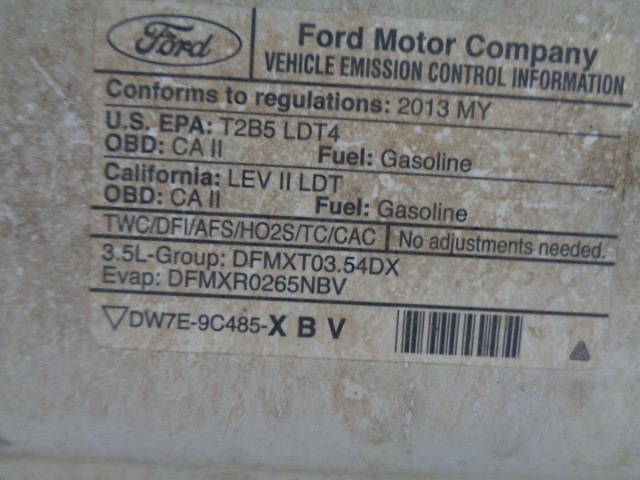 Ford
Ford Motor Company
VEHICLE EMISSION CONTROL INFORMATION
Conforms to regulations: 2013 MY
U.S. EPA: T2B5 LDT4
OBD: CA II Fuel: Gasoline
California: LEV II LDT
OBD: CA II Fuel: Gasoline
TWC/DFI/AFS/HO2S/TC/CAC No adjustments needed.
3.5L-Group: DFMXT03.54DX
Evap: DFMXR0265NBV
DW7E-9C485-X B V